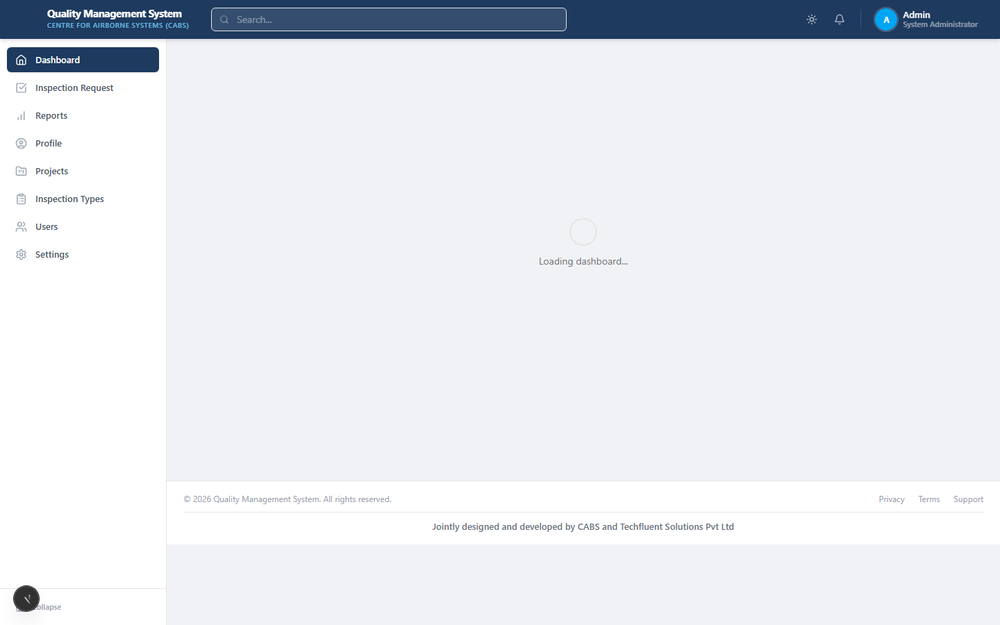 Quality Management System
CENTRE FOR AIRBORNE SYSTEMS (CABS)
Search...
A
Admin
System Administrator
Dashboard
Inspection Request
Reports
Profile
Projects
Inspection Types
Users
Settings
Loading dashboard...
© 2026 Quality Management System. All rights reserved.
Privacy
Terms
Support
Jointly designed and developed by CABS and Techfluent Solutions Pvt Ltd
ollapse